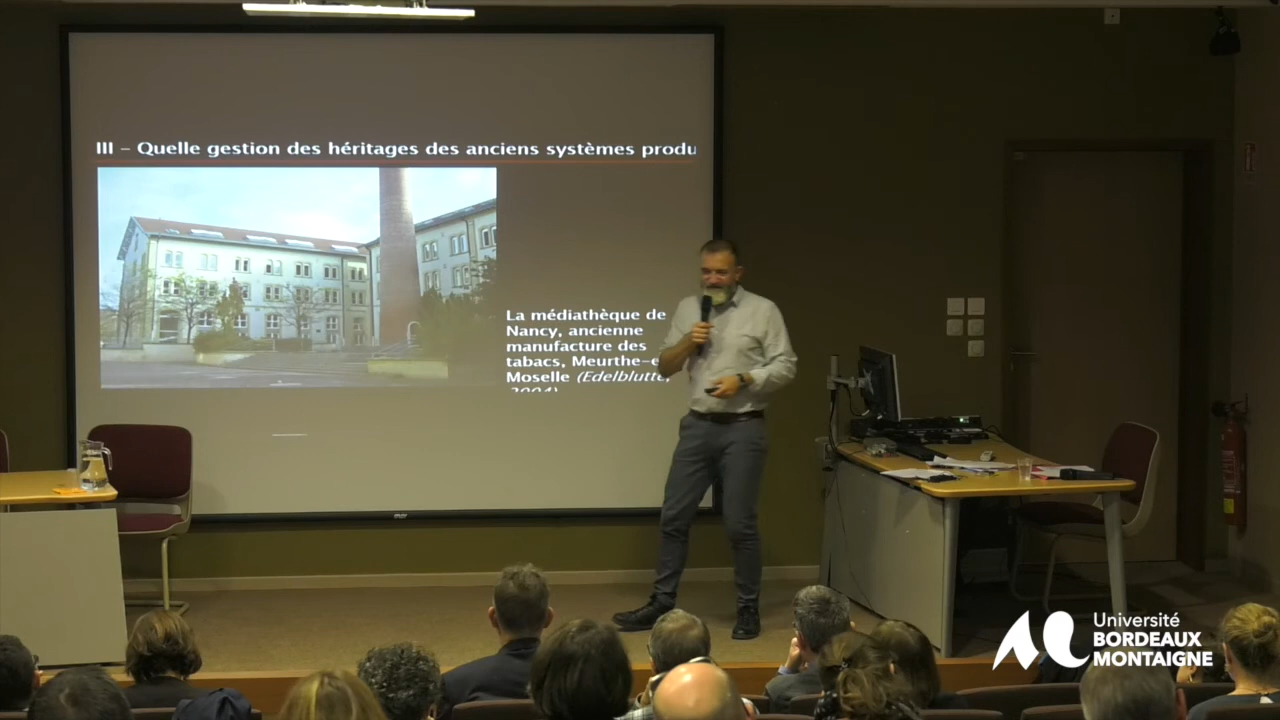 III – Quelle gestion des héritages des anciens systèmes produ
La médiathèque de
Nancy, ancienne
manufacture des
tabacs, Meurthe-e
Moselle (Edelblutte,
2004)
Université
BORDEAUX
MONTAIGNE